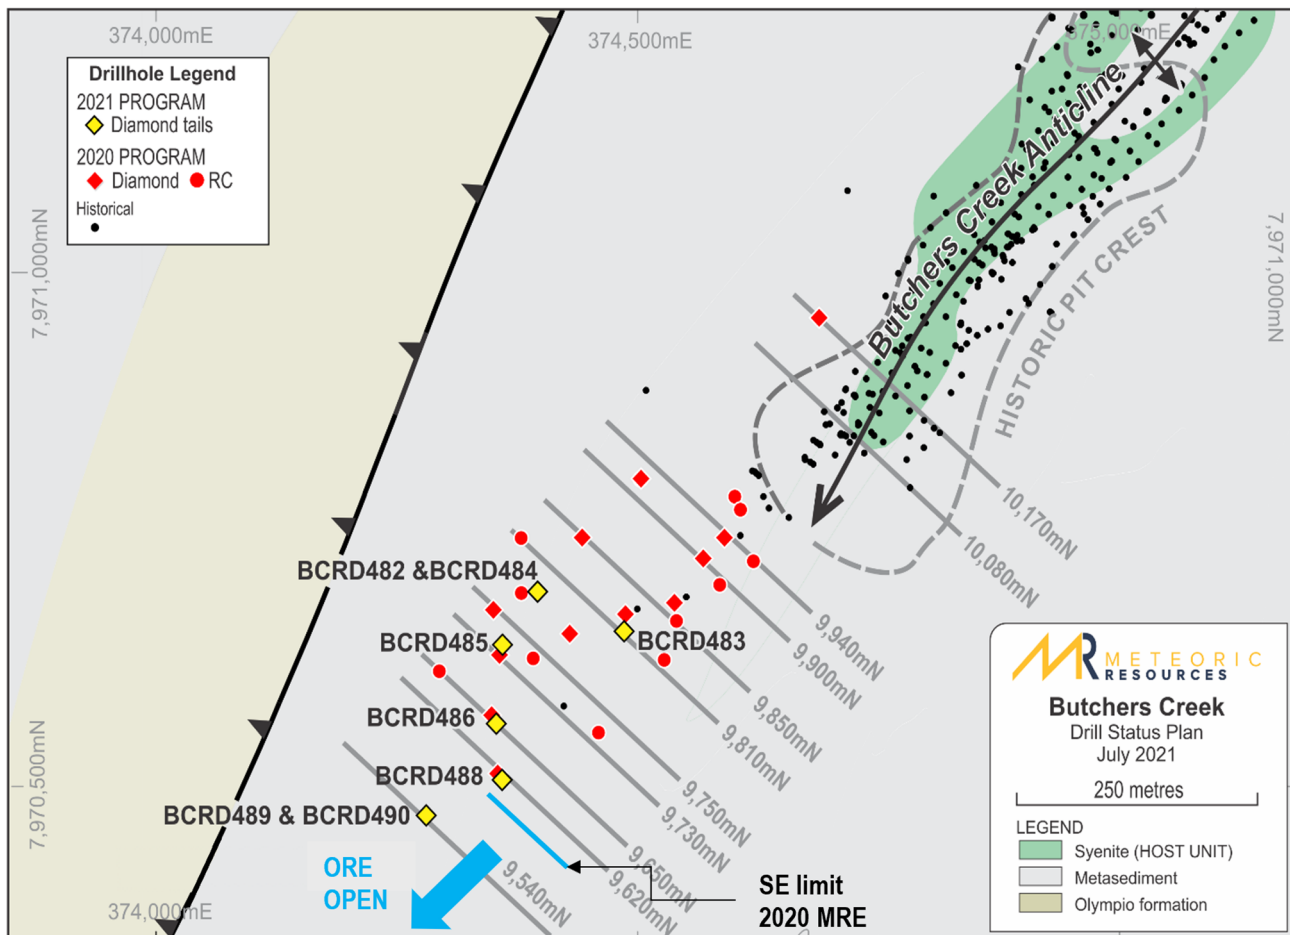 374,000mE
374,500mE
375,000mE
Drillhole Legend
2021 PROGRAM
Diamond tails
2020 PROGRAM
Diamond
RC
Historical
7,971,000mN
7,971,000mN
Butchers Creek Anticline
HISTORIC PIT CREST
10,170mN
10,080mN
9,940mN
9,900mN
9,850mN
9,810mN
9,750mN
9,730mN
9,650mN
9,620mN
9,540mN
BCRD482 &BCRD484
BCRD483
BCRD485
BCRD486
BCRD488
BCRD489 & BCRD490
7,970,500mN
374,000mE
ORE
OPEN
SE limit
2020 MRE
MR METEORIC
RESOURCES
Butchers Creek
Drill Status Plan
July 2021
250 metres
LEGEND
Syenite (HOST UNIT)
Metasediment
Olympio formation